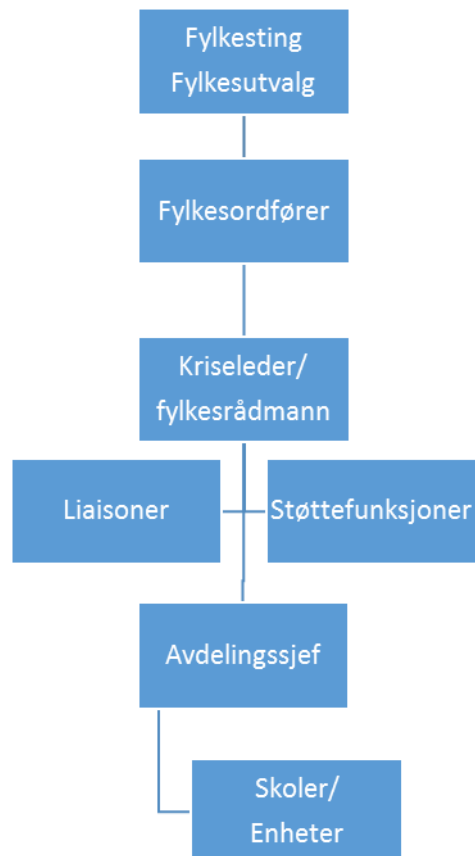 Fylkesting
Fylkesutvalg
Fylkesordfører
Kriseleder/
fylkesrådmann
Liaisoner
Støttefunksjoner
Avdelingssjef
Skoler/
Enheter